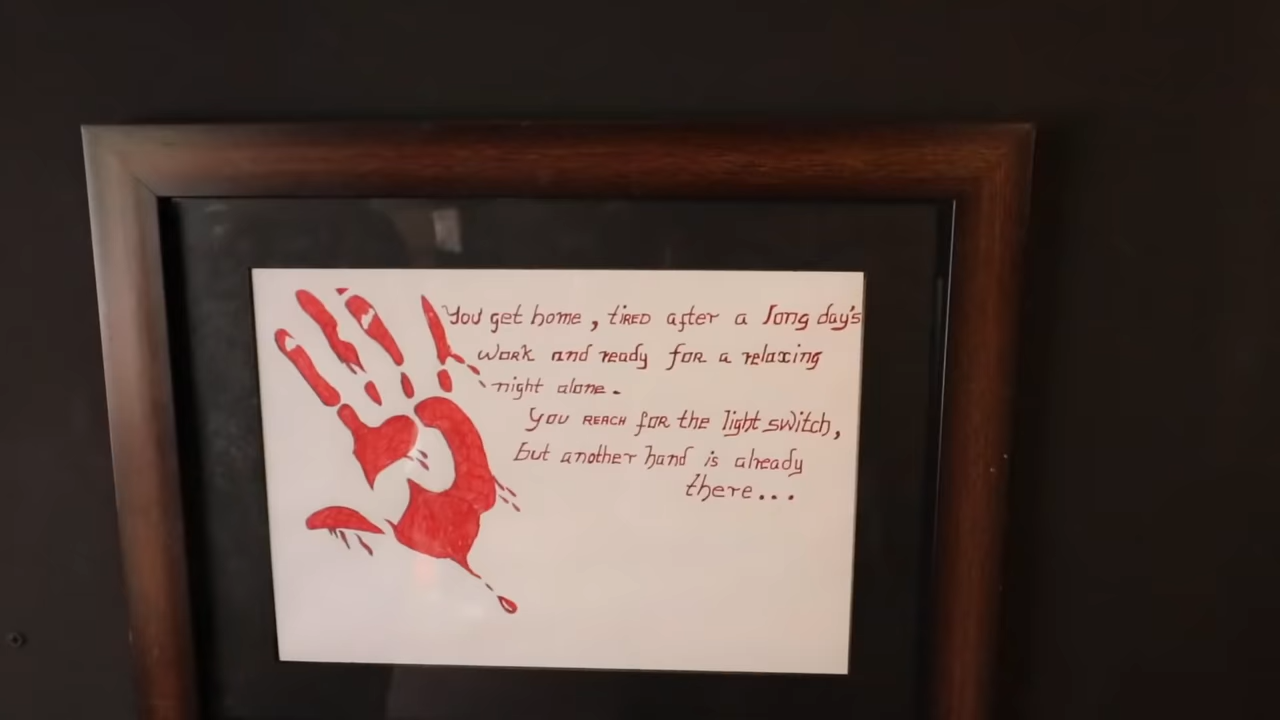 You get home, tiRED after a long day's
work and ready foR a relaxing
night alone.
You REACH foR the light switch,
but another hand is already
there...